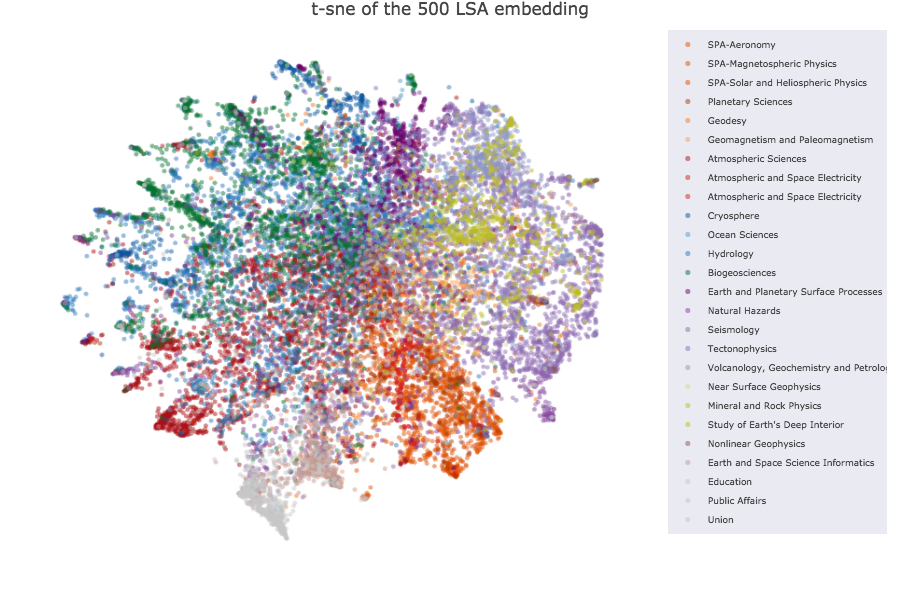 t-sne of the 500 LSA embedding
SPA-Aeronomy
SPA-Magnetospheric Physics
SPA-Solar and Heliospheric Physics
Planetary Sciences
Geodesy
Geomagnetism and Paleomagnetism
Atmospheric Sciences
Atmospheric and Space Electricity
Atmospheric and Space Electricity
Cryosphere
Ocean Sciences
Hydrology
Biogeosciences
Earth and Planetary Surface Processes
Natural Hazards
Seismology
Tectonophysics
Volcanology, Geochemistry and Petrolog
Near Surface Geophysics
Mineral and Rock Physics
Study of Earth's Deep Interior
Nonlinear Geophysics
Earth and Space Science Informatics
Education
Public Affairs
Union